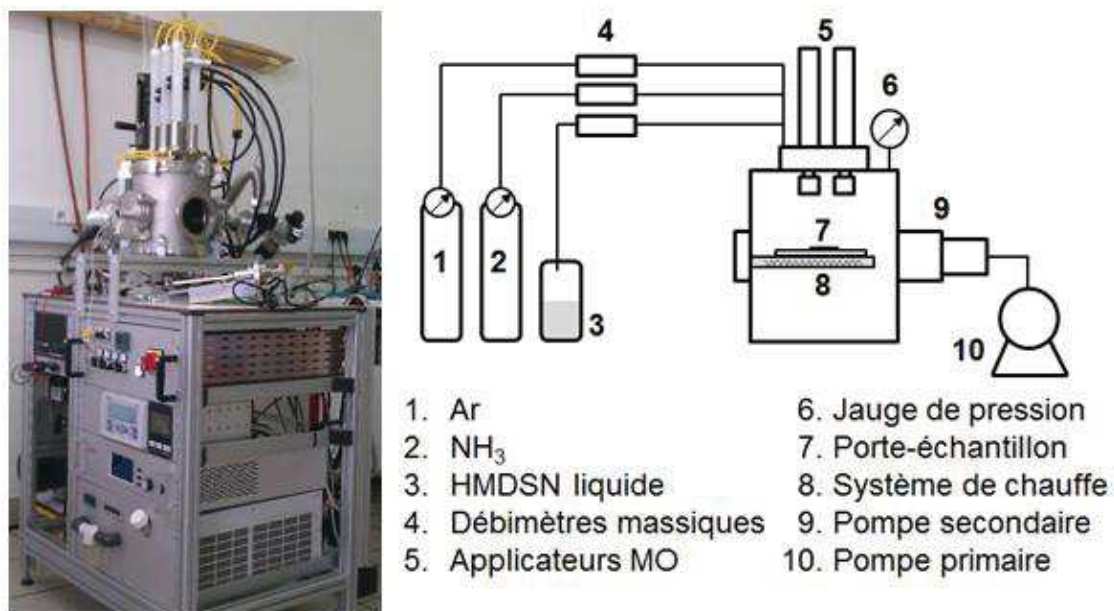 4
5
6
1
2
3
7
8
9
10
1. Ar
2. NH₃
3. HMDSN liquide
4. Débimètres massiques
5. Applicateurs MO
6. Jauge de pression
7. Porte-échantillon
8. Système de chauffe
9. Pompe secondaire
10. Pompe primaire